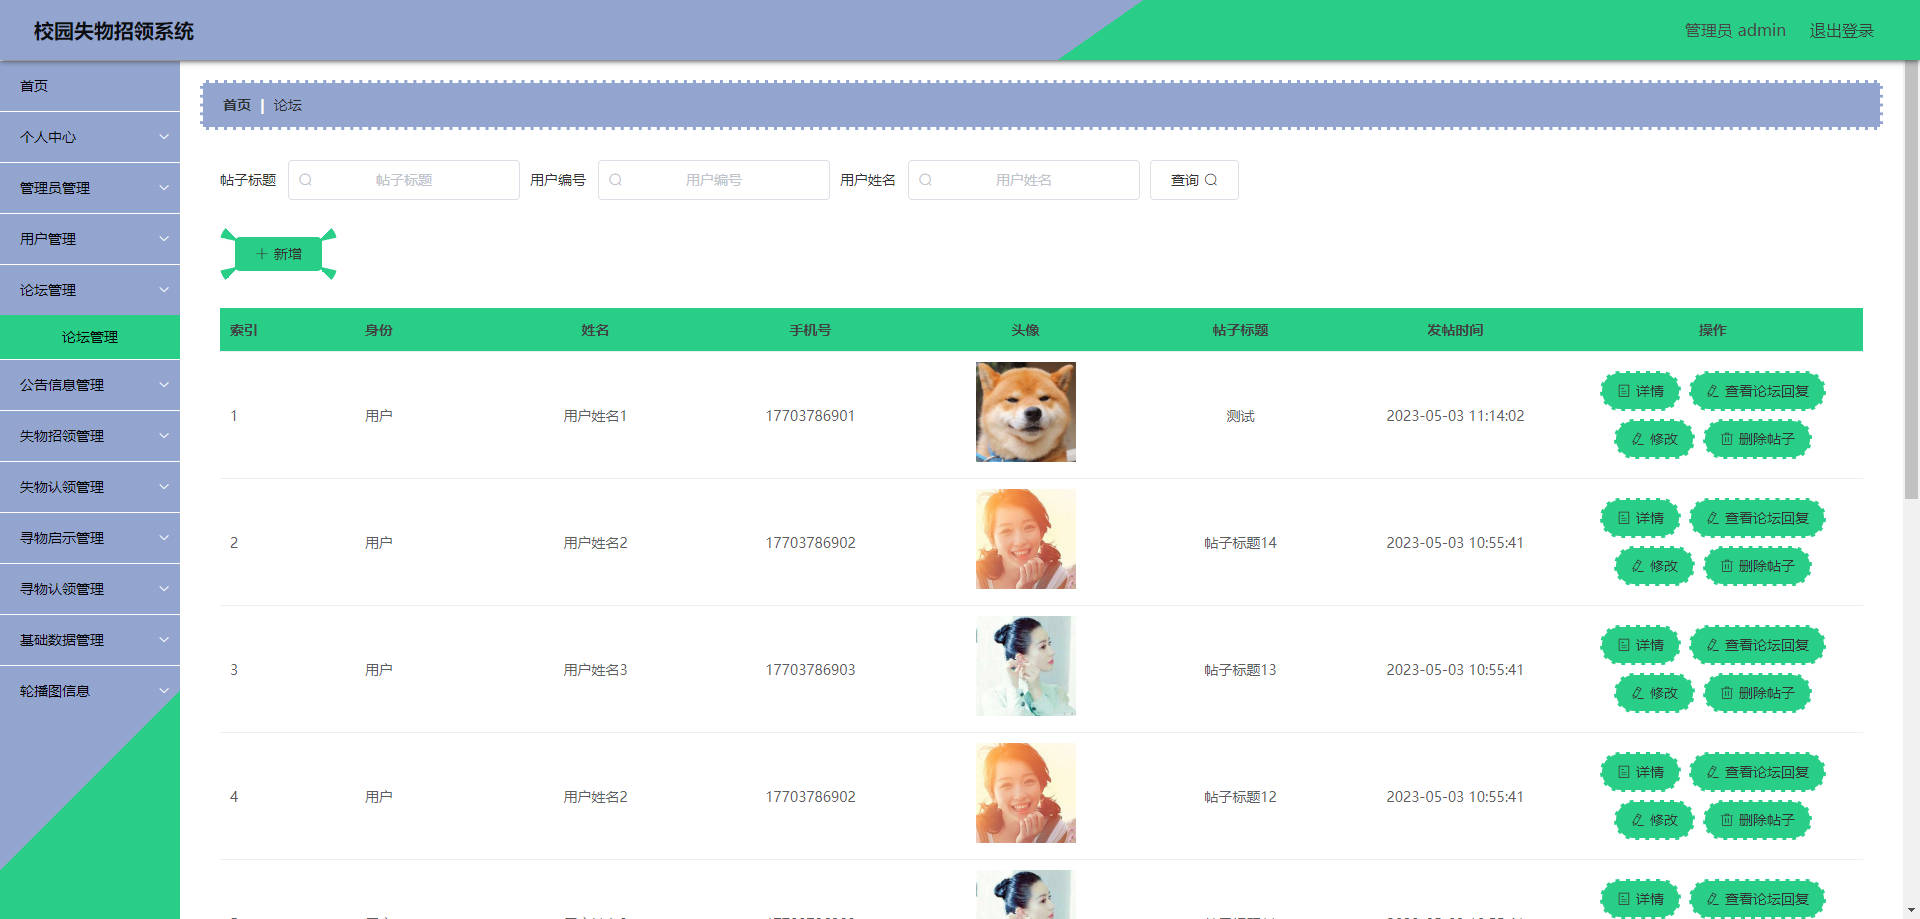 校园失物招领系统
管理员 admin 退出登录
首页
个人中心
管理员管理
用户管理
论坛管理
论坛管理
公告信息管理
失物招领管理
失物认领管理
寻物启示管理
寻物认领管理
基础数据管理
轮播图信息
首页 | 论坛
帖子标题 帖子标题 用户编号 用户编号 用户姓名 用户姓名 查询
新增
索引 身份 姓名 手机号 头像 帖子标题 发帖时间 操作
1 用户 用户姓名1 17703786901 测试 2023-05-03 11:14:02
详情 查看论坛回复
修改 删除帖子
2 用户 用户姓名2 17703786902 帖子标题14 2023-05-03 10:55:41
详情 查看论坛回复
修改 删除帖子
3 用户 用户姓名3 17703786903 帖子标题13 2023-05-03 10:55:41
详情 查看论坛回复
修改 删除帖子
4 用户 用户姓名2 17703786902 帖子标题12 2023-05-03 10:55:41
详情 查看论坛回复
修改 删除帖子
详情 查看论坛回复